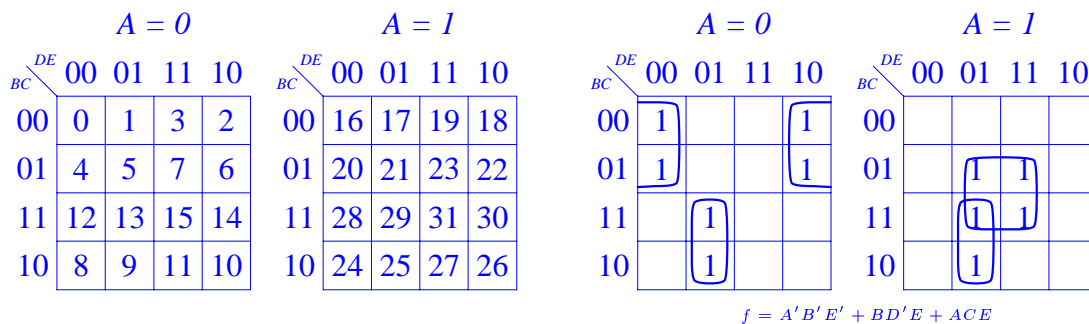 A = 0 A = 1 A = 0 A = 1
DE 00 01 11 10 DE 00 01 11 10 DE 00 01 11 10 DE 00 01 11 10
BC BC BC BC
00 0 1 3 2 00 16 17 19 18 00 1 1 00
01 4 5 7 6 01 20 21 23 22 01 1 1 01 1 1
11 12 13 15 14 11 28 29 31 30 11 1 11 1 1
10 8 9 11 10 10 24 25 27 26 10 1 10 1
f = A′B′E′ + BD′E + ACE